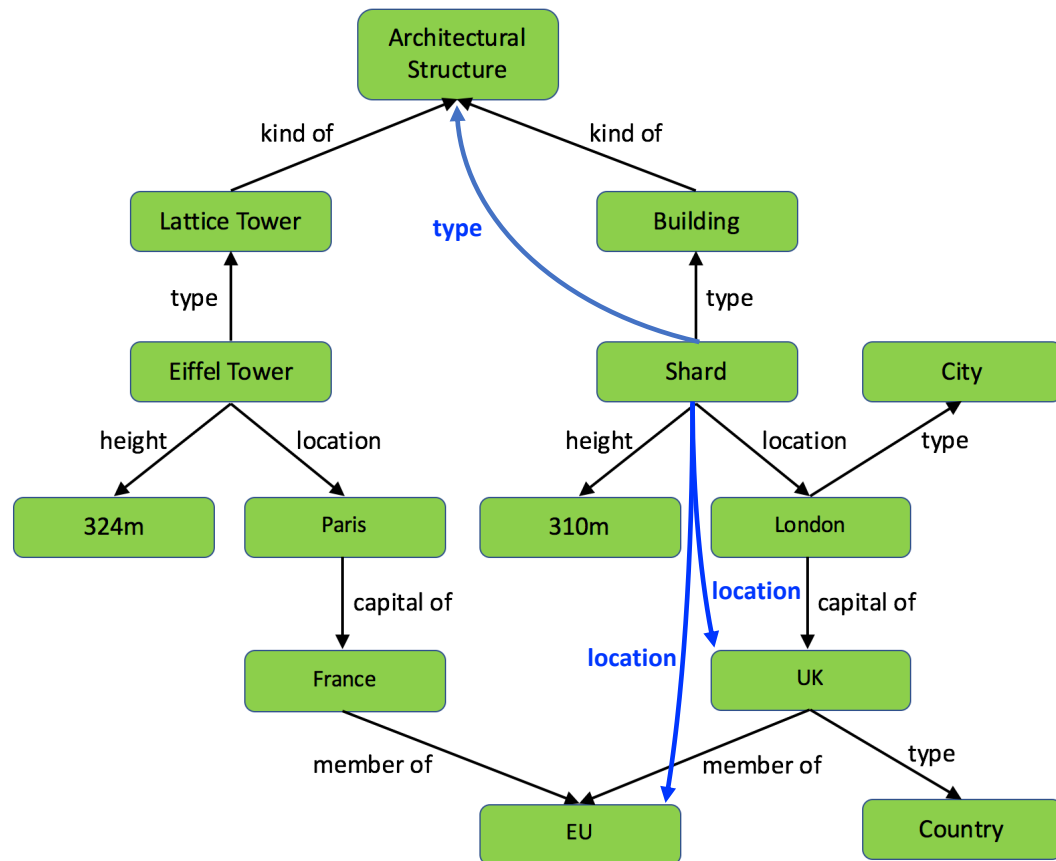 Architectural
Structure
kind of
kind of
Lattice Tower
type
Building
type
type
Eiffel Tower
Shard
City
height
location
height
location
type
324m
Paris
310m
London
capital of
location
capital of
location
France
UK
member of
member of
type
EU
Country